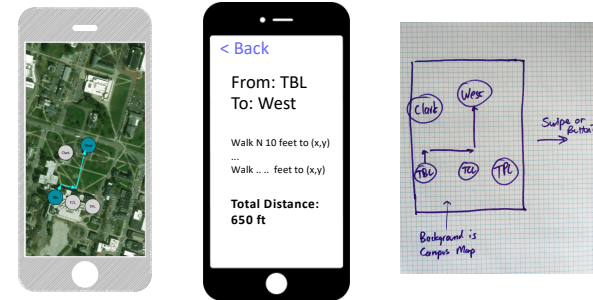 Clark
West
TBL
TCL
TPL
< Back
From: TBL
To: West
Walk N 10 feet to (x,y)
...
Walk .. .. feet to (x,y)
Total Distance:
650 ft
Clark
West
TBL
TCL
TPL
Swipe or
Button
Background is
Campus Map